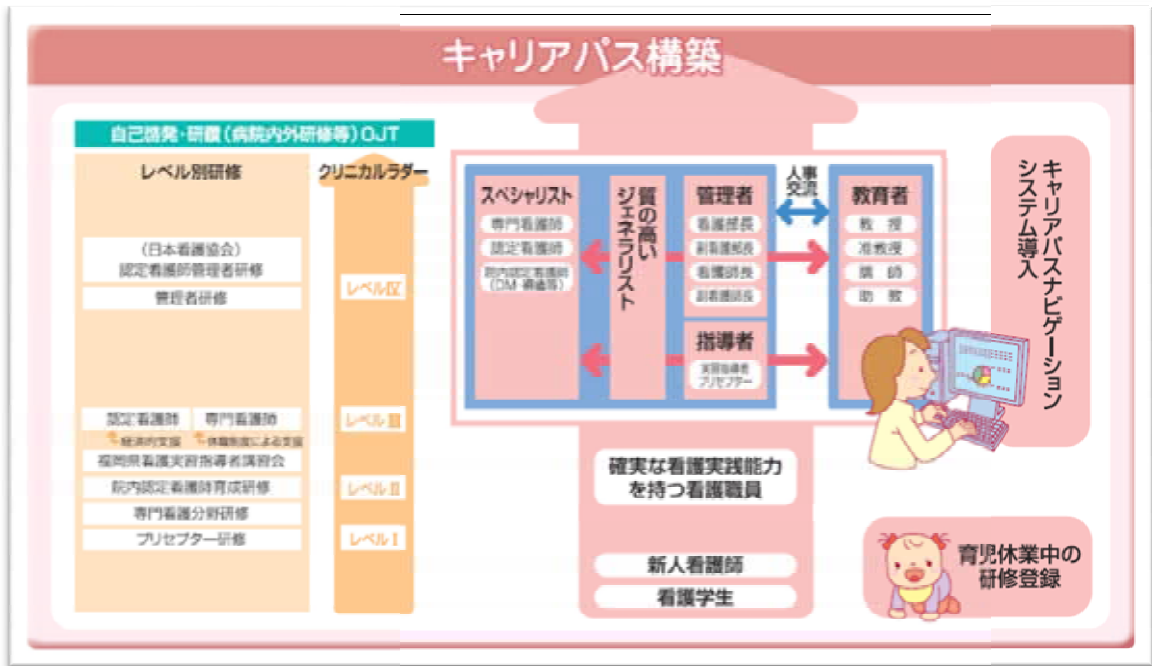 キャリアパス構築
自己啓発・研鑽(病院内外研修等)OJT
レベル別研修
(日本看護協会)
認定看護師管理者研修
管理者研修
認定看護師
専門看護師
経済的支援
休職制度による支援
福岡県看護実習指導者講習会
院内認定看護師育成研修
専門看護分野研修
プリセプター研修
クリニカルラダー
レベルⅣ
レベルⅢ
レベルⅡ
レベルⅠ
スペシャリスト
専門看護師
認定看護師
院内認定看護師
質の高い
ジェネラリスト
管理者
看護部長
副看護部長
看護師長
副看護師長
指導者
実習指導者
プリセプター
人事
交流
教育者
教 授
准教授
講 師
助 教
確実な看護実践能力
を持つ看護職員
新人看護師
看護学生
キャリアパスナビゲーション
システム導入
育児休業中の
研修登録